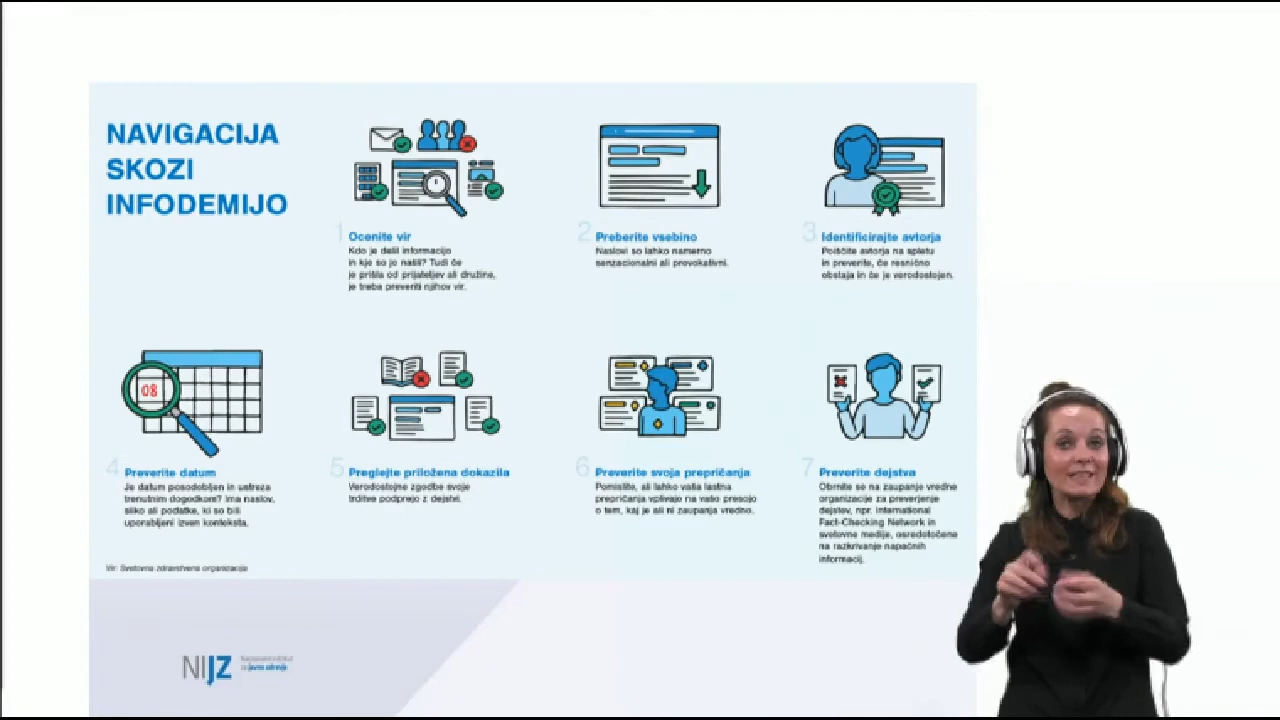 NAVIGACIJA
SKOZI
INFODEMIJO
1 Ocenite vir
Kdo je delil informacijo
in kje so jo našli? Tudi če
je prišla od prijateljev ali družine,
je treba preveriti njihov vir.
2 Preberite vsebino
Naslovi so lahko namerno
senzacionalni ali provokativni.
3 Identificirajte avtorja
Poiščite avtorja na spletu
in preverite, če resnično
obstaja in če je verodostojen.
08
4 Preverite datum
Je datum posodobljen in ustreza
trenutnim dogodkom? Ima naslov,
sliko ali podatke, ki so bili
uporabljeni izven konteksta.
5 Preglejte priložena dokazila
Verodostojne zgodbe svoje
trditve podprejo z dejstvi.
6 Preverite svoja prepričanja
Pomislite, ali lahko vaša lastna
prepričanja vplivajo na vašo presojo
o tem, kaj je ali ni zaupanja vredno.
7 Preverite dejstva
Obrnite se na zaupanje vredne
organizacije za preverjenje
dejstev, npr. International
Fact-Checking Network in
svetovne medije, osredotočene
na razkrivanje napačnih
informacij.
Vir: Svetovna zdravstvena organizacija
NIJZ
Nacionalni inštitut
za javno zdravje